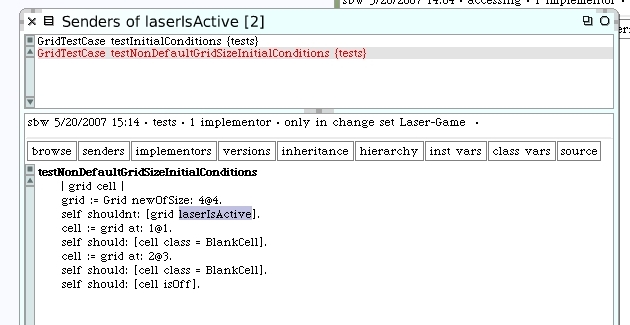 sbw 5/20/2007 14:04 · accessing · 1 implementor ·
Senders of laserIsActive [2]
GridTestCase testInitialConditions {tests}
GridTestCase testNonDefaultGridSizeInitialConditions {tests}
sbw 5/20/2007 15:14 · tests · 1 implementor · only in change set Laser-Game ·
browse senders implementors versions inheritance hierarchy inst vars class vars source
testNonDefaultGridSizeInitialConditions
| grid cell |
grid := Grid newOfSize: 4@4.
self shouldnt: [grid laserIsActive].
cell := grid at: 1@1.
self should: [cell class = BlankCell].
cell := grid at: 2@3.
self should: [cell class = BlankCell].
self should: [cell isOff].